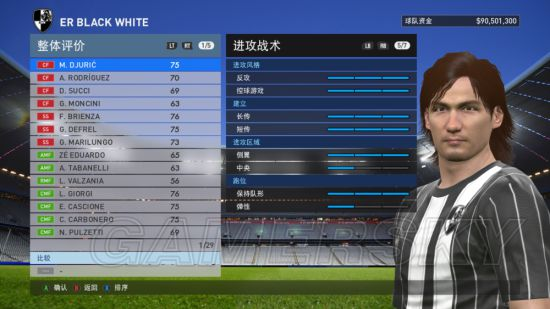 ER BLACK WHITE
球队资金 $90,501,300
整体评价 LT RT 1/5
CF M. DJURIĆ 75
CF A. RODRÍGUEZ 70
CF D. SUCCI 69
CF G. MONCINI 63
SS F. BRIENZA 76
SS G. DEFREL 69
SS G. MARILUNGO 73
AMF ZÉ EDUARDO 65
AMF A. TABANELLI 63
LMF L. VALZANIA 56
CMF L. GIORGI 76
CMF E. CASCIONE 75
CMF C. CARBONERO 75
CMF N. PULZETTI 69
1/29
比较
-
进攻战术 LB RB 5/7
进攻风格
反攻
控球游戏
建立
长传
短传
进攻区域
侧翼
中央
跑位
保持队形
弹性
GAMERSKY
A 确认 B 返回 X 排序